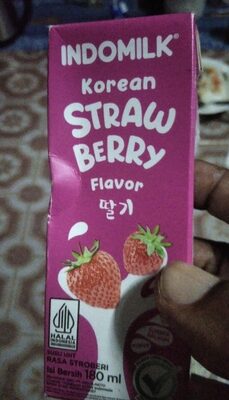 INDOMILK®
Korean
STRAW
BERRY
Flavor
딸기
HALAL
INDONESIA
SUSU UHT
RASA STROBERI
Isi Bersih 180 ml